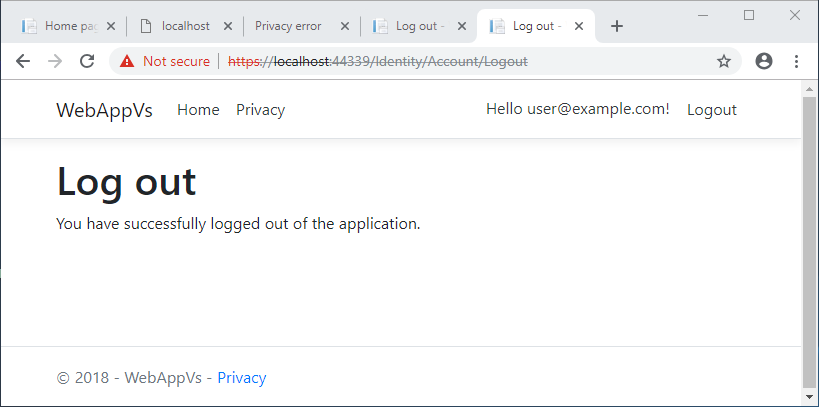 Home pag
localhost
Privacy error
Log out -
Log out -
Not secure | https://localhost:44339/Identity/Account/Logout
WebAppVs Home Privacy Hello user@example.com! Logout
Log out
You have successfully logged out of the application.
© 2018 - WebAppVs - Privacy